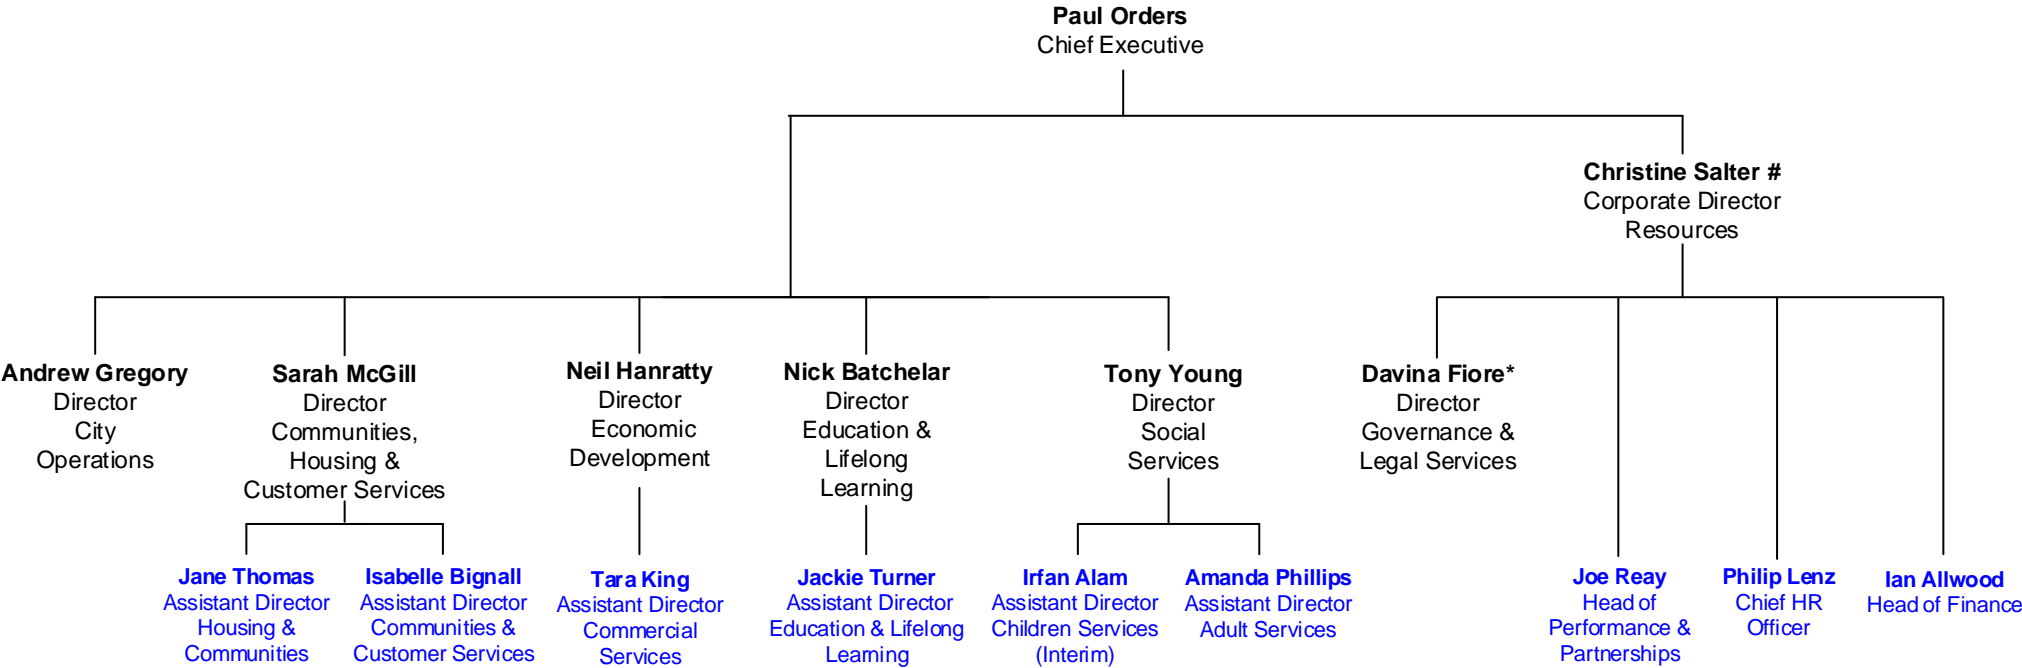 Paul Orders
Chief Executive
Christine Salter #
Corporate Director
Resources
Andrew Gregory
Director
City
Operations
Sarah McGill
Director
Communities,
Housing &
Customer Services
Neil Hanratty
Director
Economic
Development
Nick Batchelar
Director
Education &
Lifelong
Learning
Tony Young
Director
Social
Services
Davina Fiore*
Director
Governance &
Legal Services
Jane Thomas
Assistant Director
Housing &
Communities
Isabelle Bignall
Assistant Director
Communities &
Customer Services
Tara King
Assistant Director
Commercial
Services
Jackie Turner
Assistant Director
Education & Lifelong
Learning
Irfan Alam
Assistant Director
Children Services
(Interim)
Amanda Phillips
Assistant Director
Adult Services
Joe Reay
Head of
Performance &
Partnerships
Philip Lenz
Chief HR
Officer
Ian Allwood
Head of Finance